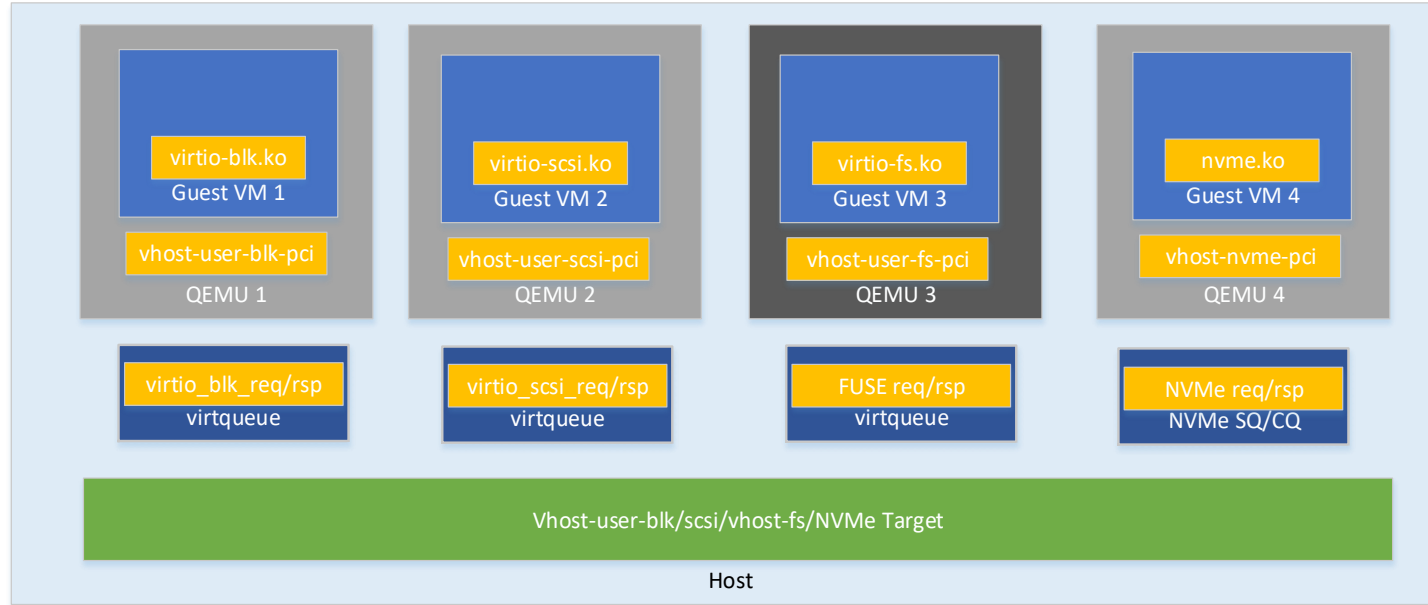 virtio-blk.ko
Guest VM 1
vhost-user-blk-pci
QEMU 1
virtio-scsi.ko
Guest VM 2
vhost-user-scsi-pci
QEMU 2
virtio-fs.ko
Guest VM 3
vhost-user-fs-pci
QEMU 3
nvme.ko
Guest VM 4
vhost-nvme-pci
QEMU 4
virtio_blk_req/rsp
virtqueue
virtio_scsi_req/rsp
virtqueue
FUSE req/rsp
virtqueue
NVMe req/rsp
NVMe SQ/CQ
Vhost-user-blk/scsi/vhost-fs/NVMe Target
Host